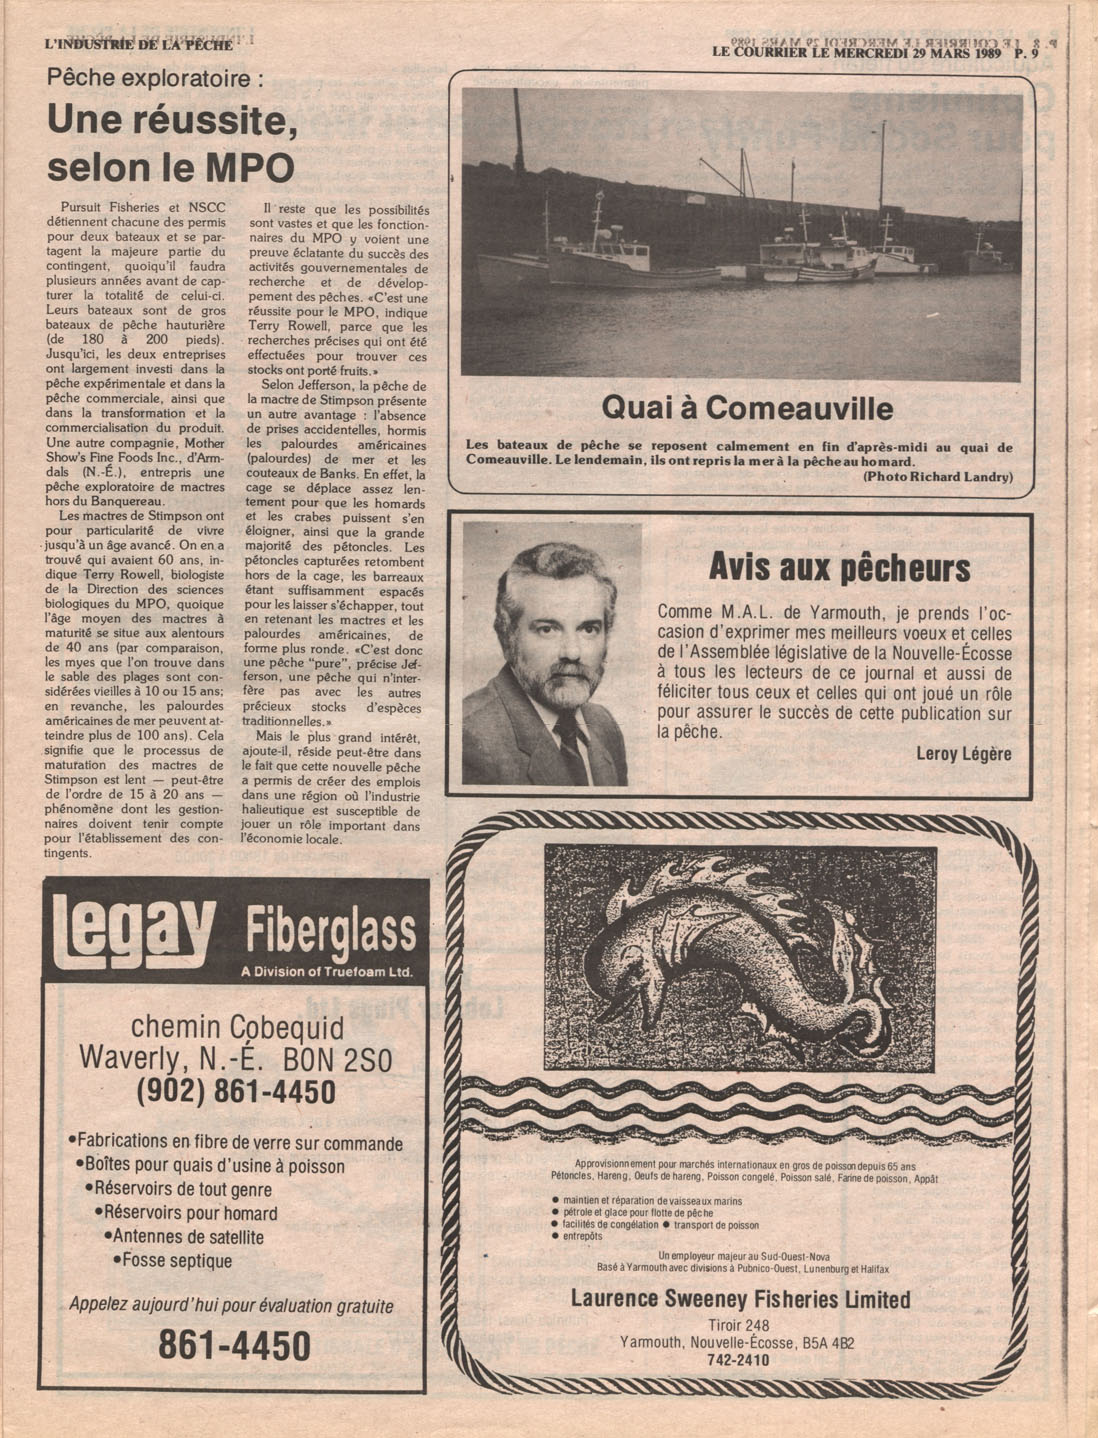 L'INDUSTRIE DE LA PÊCHE
LE COURRIER LE MERCREDI 29 MARS 1989 P. 9
Pêche exploratoire :
Une réussite,
selon le MPO
Pursuit Fisheries et NSCC
détiennent chacune des permis
pour deux bateaux et se par-
tagent la majeure partie du
contingent, quoiqu'il faudra
plusieurs années avant de cap-
turer la totalité de celui-ci.
Leurs bateaux sont de gros
bateaux de pêche hauturière
(de 180 à 200 pieds).
Jusqu'ici, les deux entreprises
ont largement investi dans la
pêche expérimentale et dans la
pêche commerciale, ainsi que
dans la transformation et la
commercialisation du produit.
Une autre compagnie, Mother
Show's Fine Foods Inc., d'Arm-
dals (N.-É.), entrepris une
pêche exploratoire de mactres
hors du Banquereau.
Les mactres de Stimpson ont
pour particularité de vivre
jusqu'à un âge avancé. On en a
trouvé qui avaient 60 ans, in-
dique Terry Rowell, biologiste
de la Direction des sciences
biologiques du MPO, quoique
l'âge moyen des mactres à
maturité se situe aux alentours
de 40 ans (par comparaison,
les myes que l'on trouve dans
le sable des plages sont con-
sidérées vieilles à 10 ou 15 ans;
en revanche, les palourdes
américaines de mer peuvent at-
teindre plus de 100 ans). Cela
signifie que le processus de
maturation des mactres de
Stimpson est lent — peut-être
de l'ordre de 15 à 20 ans —
phénomène dont les gestion-
naires doivent tenir compte
pour l'établissement des con-
tingents.
Il reste que les possibilités
sont vastes et que les fonction-
naires du MPO y voient une
preuve éclatante du succès des
activités gouvernementales de
recherche et de dévelop-
pement des pêches. «C'est une
réussite pour le MPO, indique
Terry Rowell, parce que les
recherches précises qui ont été
effectuées pour trouver ces
stocks ont porté fruits.»
Selon Jefferson, la pêche de
la mactre de Stimpson présente
un autre avantage : l'absence
de prises accidentelles, hormis
les palourdes américaines
(palourdes) de mer et les
couteaux de Banks. En effet, la
cage se déplace assez len-
tement pour que les homards
et les crabes puissent s'en
éloigner, ainsi que la grande
majorité des pétoncles. Les
pétoncles capturées retombent
hors de la cage, les barreaux
étant suffisamment espacés
pour les laisser s'échapper, tout
en retenant les mactres et les
palourdes américaines, de
forme plus ronde. «C'est donc
une pêche "pure", précise Jef-
ferson, une pêche qui n'inter-
fère pas avec les autres
précieux stocks d'espèces
traditionnelles.»
Mais le plus grand intérêt,
ajoute-il, réside peut-être dans
le fait que cette nouvelle pêche
a permis de créer des emplois
dans une région où l'industrie
halieutique est susceptible de
jouer un rôle important dans
l'économie locale.
Quai à Comeauville
Les bateaux de pêche se reposent calmement en fin d'après-midi au quai de
Comeauville. Le lendemain, ils ont repris la mer à la pêche au homard.
(Photo Richard Landry)
Avis aux pêcheurs
Comme M.A.L. de Yarmouth, je prends l'oc-
casion d'exprimer mes meilleurs voeux et celles
de l'Assemblée législative de la Nouvelle-Écosse
à tous les lecteurs de ce journal et aussi de
féliciter tous ceux et celles qui ont joué un rôle
pour assurer le succès de cette publication sur
la pêche.
Leroy Légère
Legay Fiberglass
A Division of Truefoam Ltd.
chemin Cobequid
Waverly, N.-É. BON 2SO
(902) 861-4450
•Fabrications en fibre de verre sur commande
•Boîtes pour quais d'usine à poisson
•Réservoirs de tout genre
•Réservoirs pour homard
•Antennes de satellite
•Fosse septique
Appelez aujourd'hui pour évaluation gratuite
861-4450
Approvisionnement pour marchés internationaux en gros de poisson depuis 65 ans
Pétoncles, Hareng, Oeufs de hareng, Poisson congelé, Poisson salé, Farine de poisson, Appât
● maintien et réparation de vaisseaux marins
● pétrole et glace pour flotte de pêche
● facilités de congélation ● transport de poisson
● entrepôts
Un employeur majeur au Sud-Ouest-Nova
Basé à Yarmouth avec divisions à Pubnico-Ouest, Lunenburg et Halifax
Laurence Sweeney Fisheries Limited
Tiroir 248
Yarmouth, Nouvelle-Écosse, B5A 4B2
742-2410